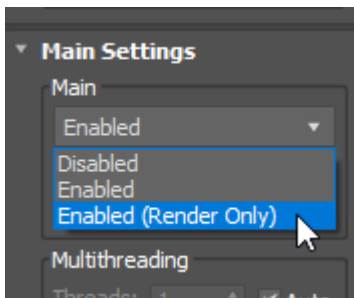 Main Settings
Main
Enabled
Disabled
Enabled
Enabled (Render Only)
Multithreading
Threads: 1 Auto